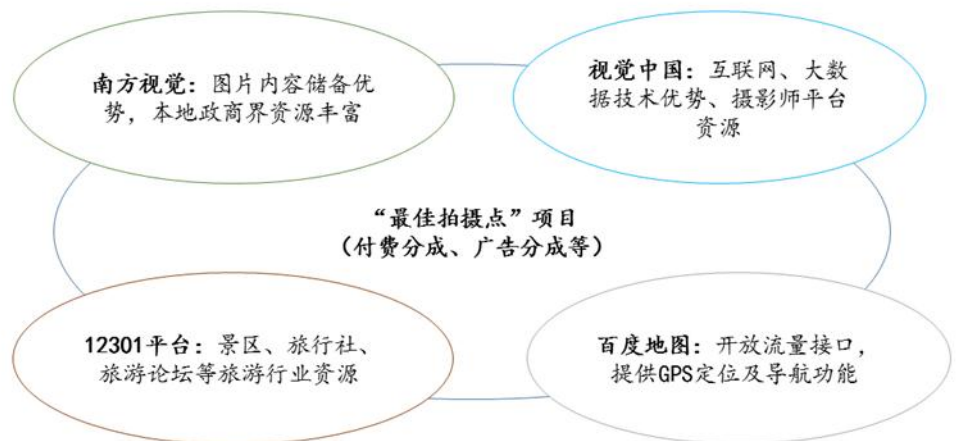 南方视觉：图片内容储备优
势，本地政商界资源丰富
视觉中国：互联网、大数
据技术优势、摄影师平台
资源
“最佳拍摄点”项目
（付费分成、广告分成等）
12301平台：景区、旅行社、
旅游论坛等旅游行业资源
百度地图：开放流量接口，
提供GPS定位及导航功能